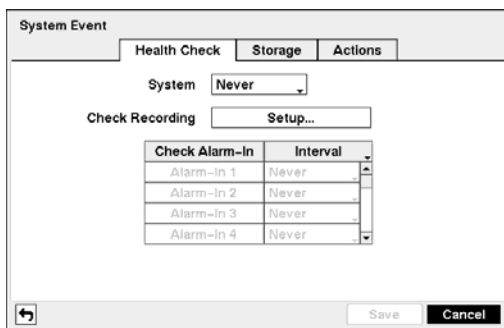 System Event
Health Check Storage Actions
System Never
Check Recording Setup...
Check Alarm-In Interval
Alarm-In 1 Never
Alarm-In 2 Never
Alarm-In 3 Never
Alarm-In 4 Never
Save Cancel